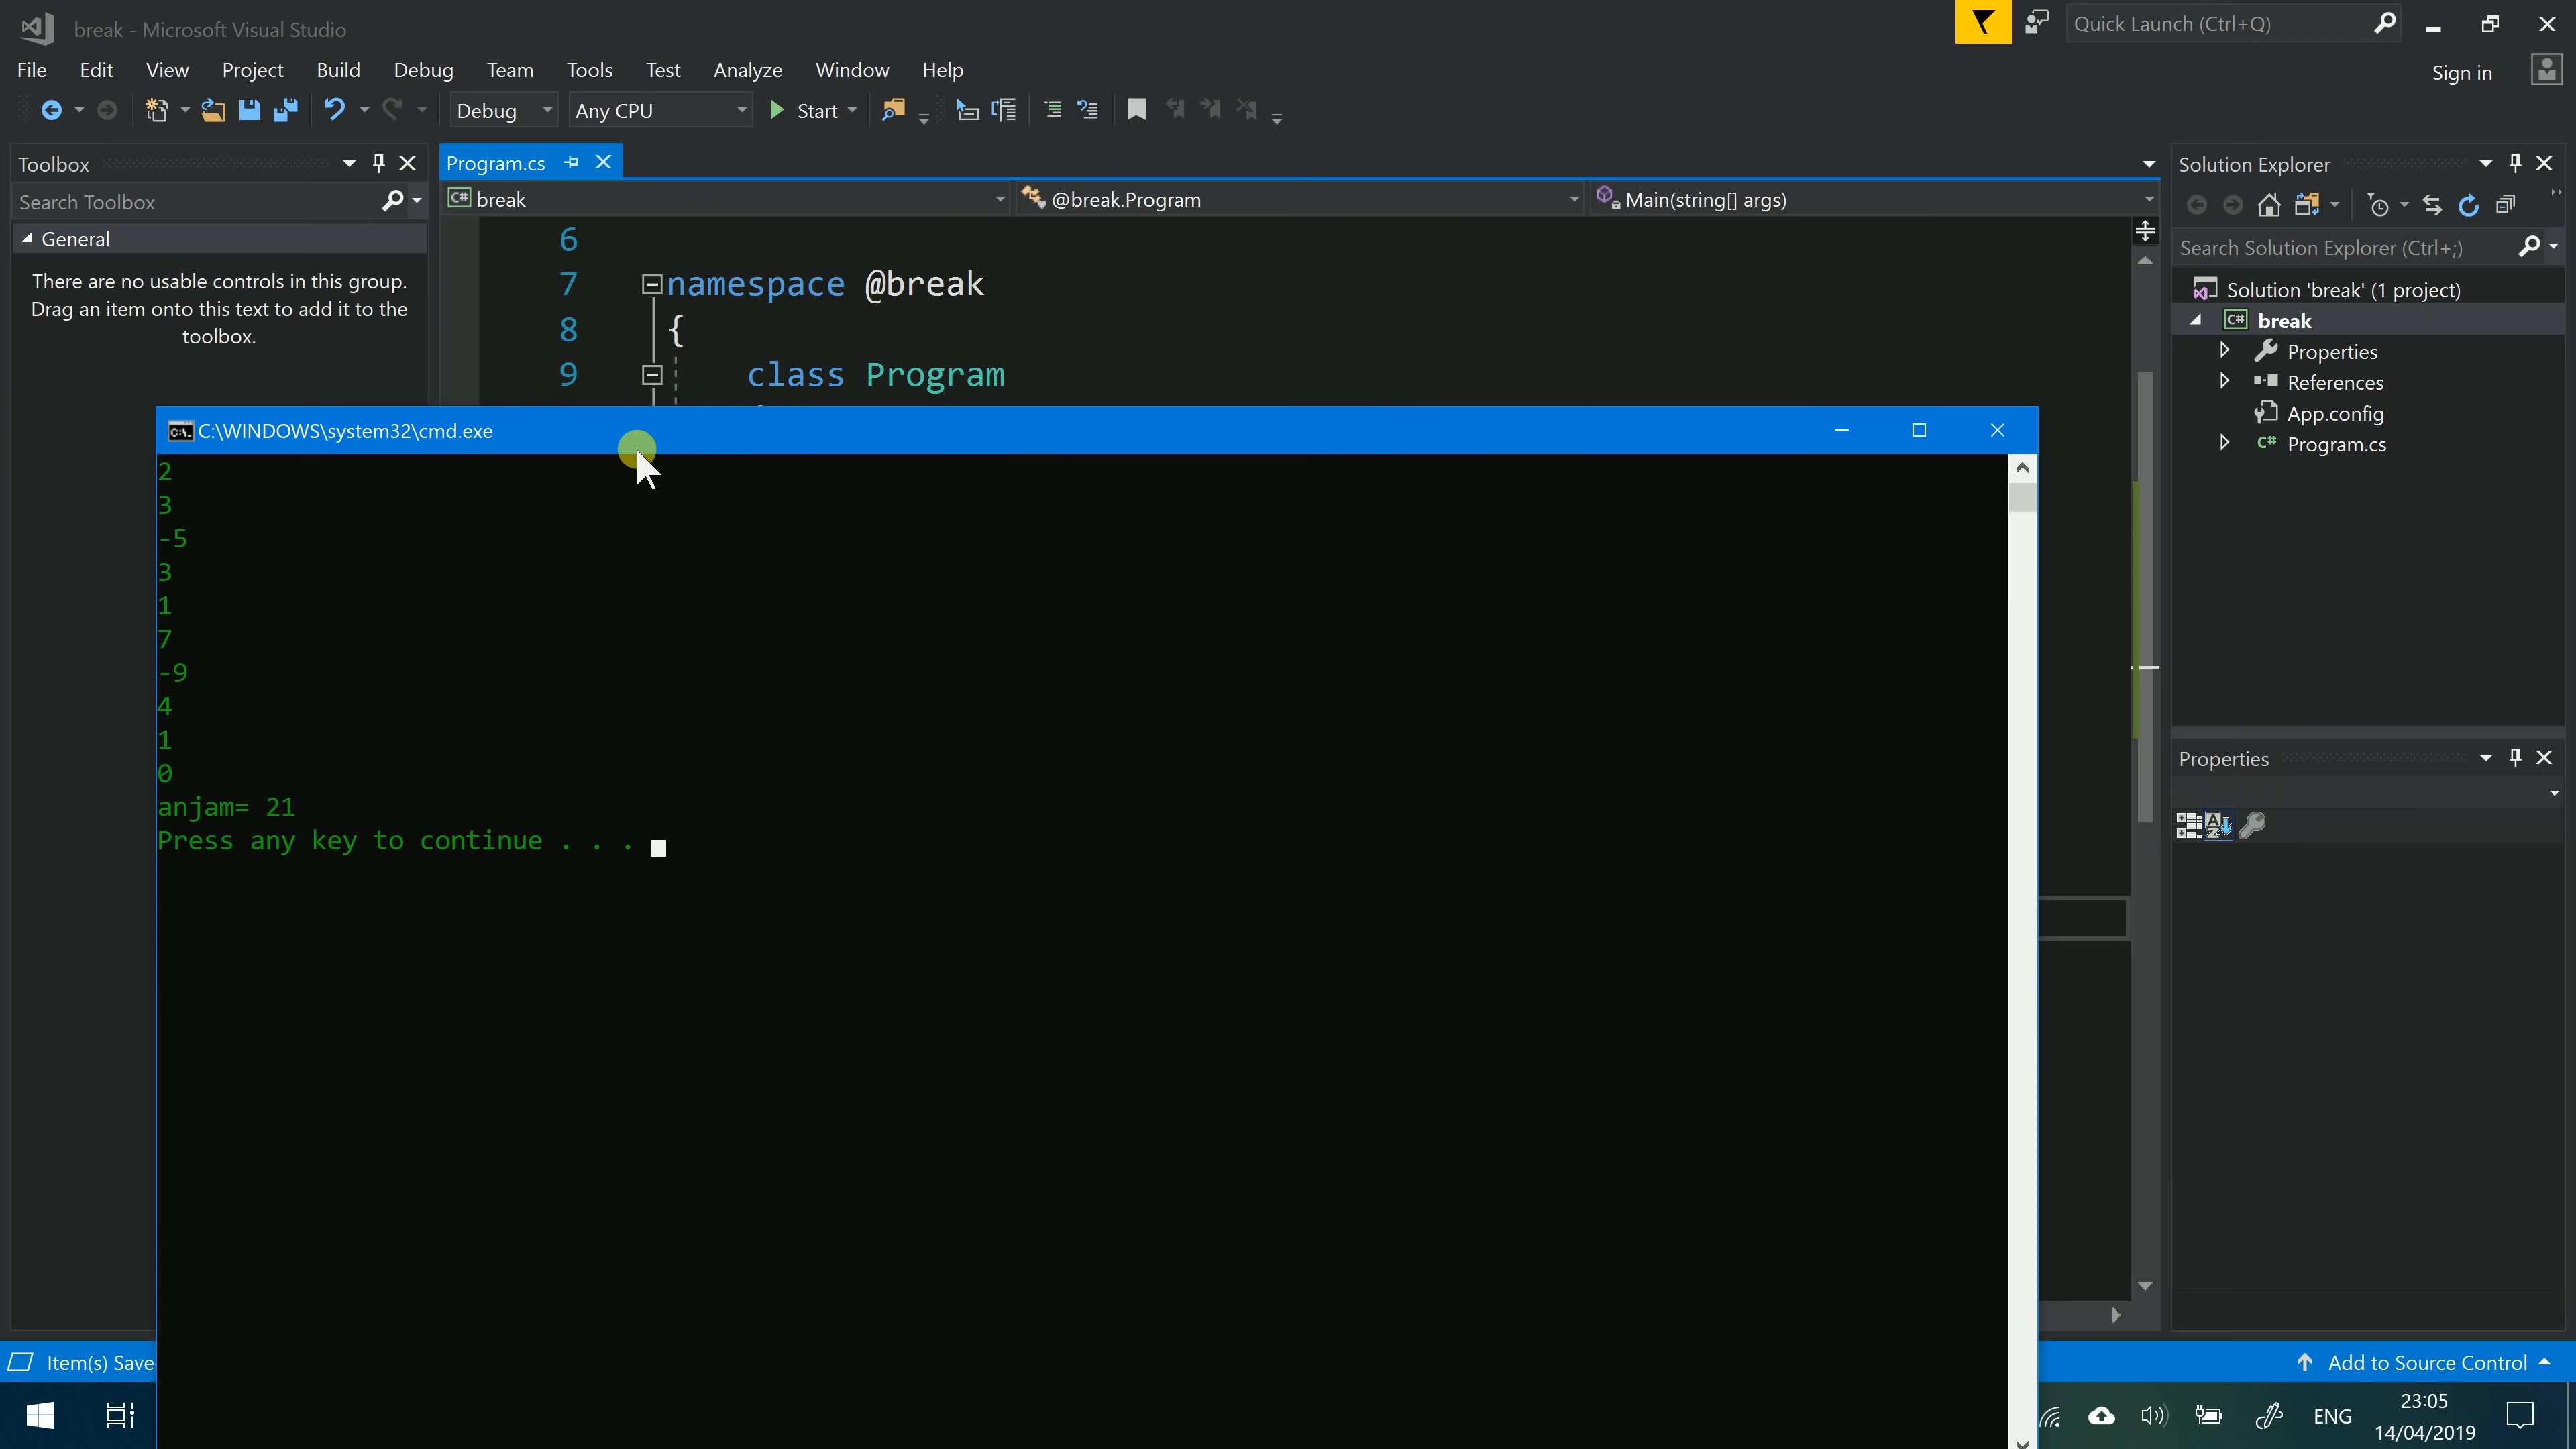 break - Microsoft Visual Studio
Quick Launch (Ctrl+Q)
File Edit View Project Build Debug Team Tools Test Analyze Window Help
Sign in
Debug Any CPU Start
Toolbox
Search Toolbox
General
There are no usable controls in this group.
Drag an item onto this text to add it to the
toolbox.
Program.cs
break @break.Program Main(string[] args)
6
7 namespace @break
8 {
9 class Program
C:\WINDOWS\system32\cmd.exe
2
3
-5
3
1
7
-9
4
1
0
anjam= 21
Press any key to continue . . .
Solution Explorer
Search Solution Explorer (Ctrl+;)
Solution 'break' (1 project)
C# break
Properties
References
App.config
C# Program.cs
Properties
Item(s) Save
Add to Source Control
ENG
23:05
14/04/2019